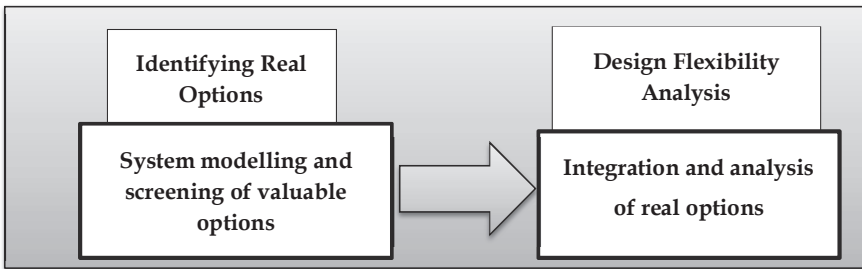 Identifying Real
Options
System modelling and
screening of valuable
options
Design Flexibility
Analysis
Integration and analysis
of real options